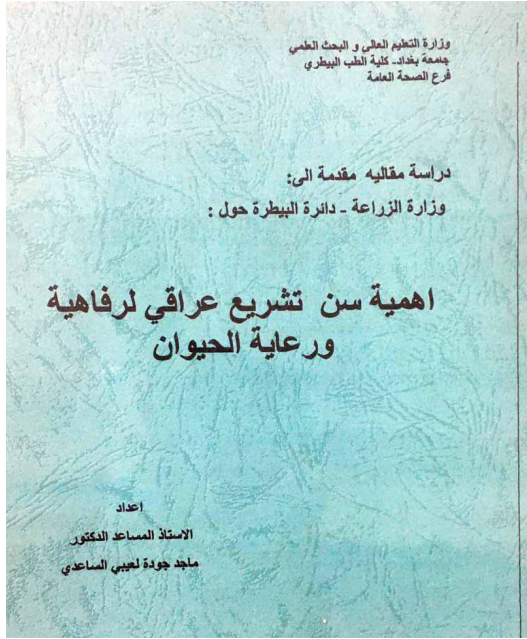 وزارة التعليم العالي و البحث العلمي
جامعة بغداد- كلية الطب البيطري
فرع الصحة العامة
دراسة مقاليه مقدمة الى:
وزارة الزراعة - دائرة البيطرة حول :
اهمية سن تشريع عراقي لرفاهية
ورعاية الحيوان
اعداد
الاستاذ المساعد الدكتور
ماجد جودة لعيبي الساعدي